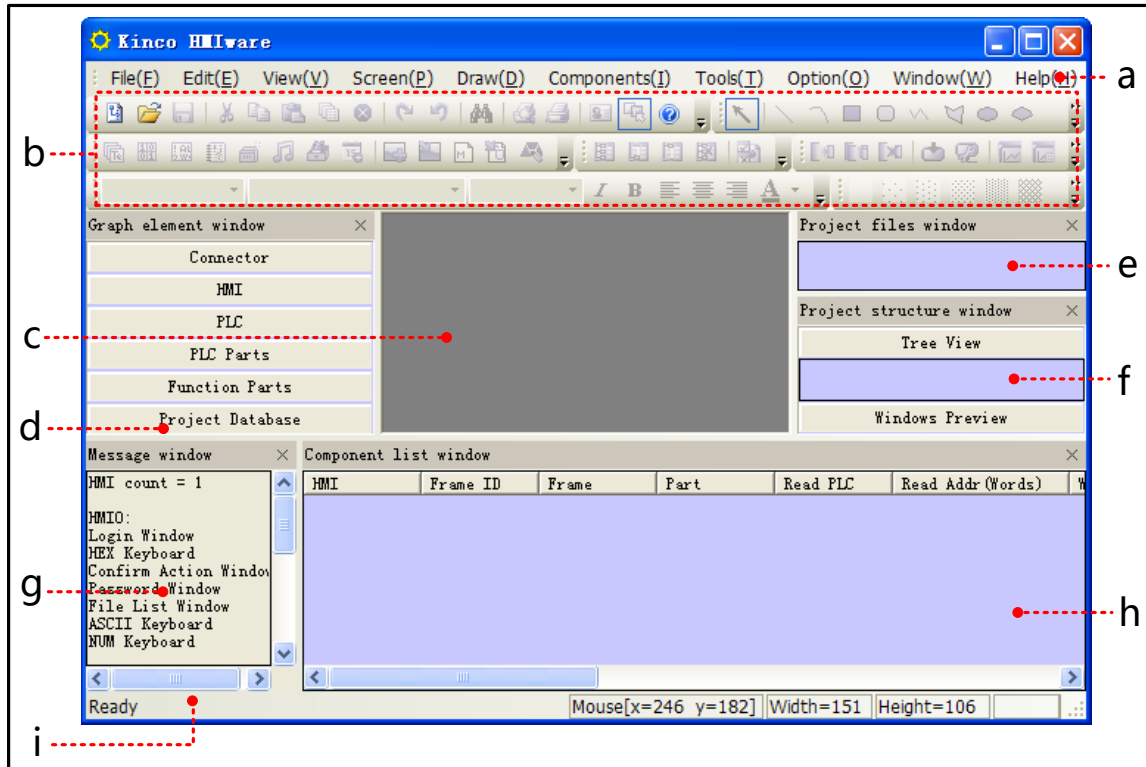 Kinco HMIware
File(F) Edit(E) View(V) Screen(P) Draw(D) Components(I) Tools(T) Option(O) Window(W) Help(H)
a
b
I B A
Graph element window
Connector
HMI
PLC
PLC Parts
Function Parts
Project Database
c
d
Project files window
e
Project structure window
Tree View
f
Windows Preview
Message window
HMI count = 1
HMI0:
Login Window
HEX Keyboard
Confirm Action Window
Password Window
File List Window
ASCII Keyboard
NUM Keyboard
g
Component list window
HMI Frame ID Frame Part Read PLC Read Addr(Words)
h
Ready Mouse[x=246 y=182] Width=151 Height=106
i